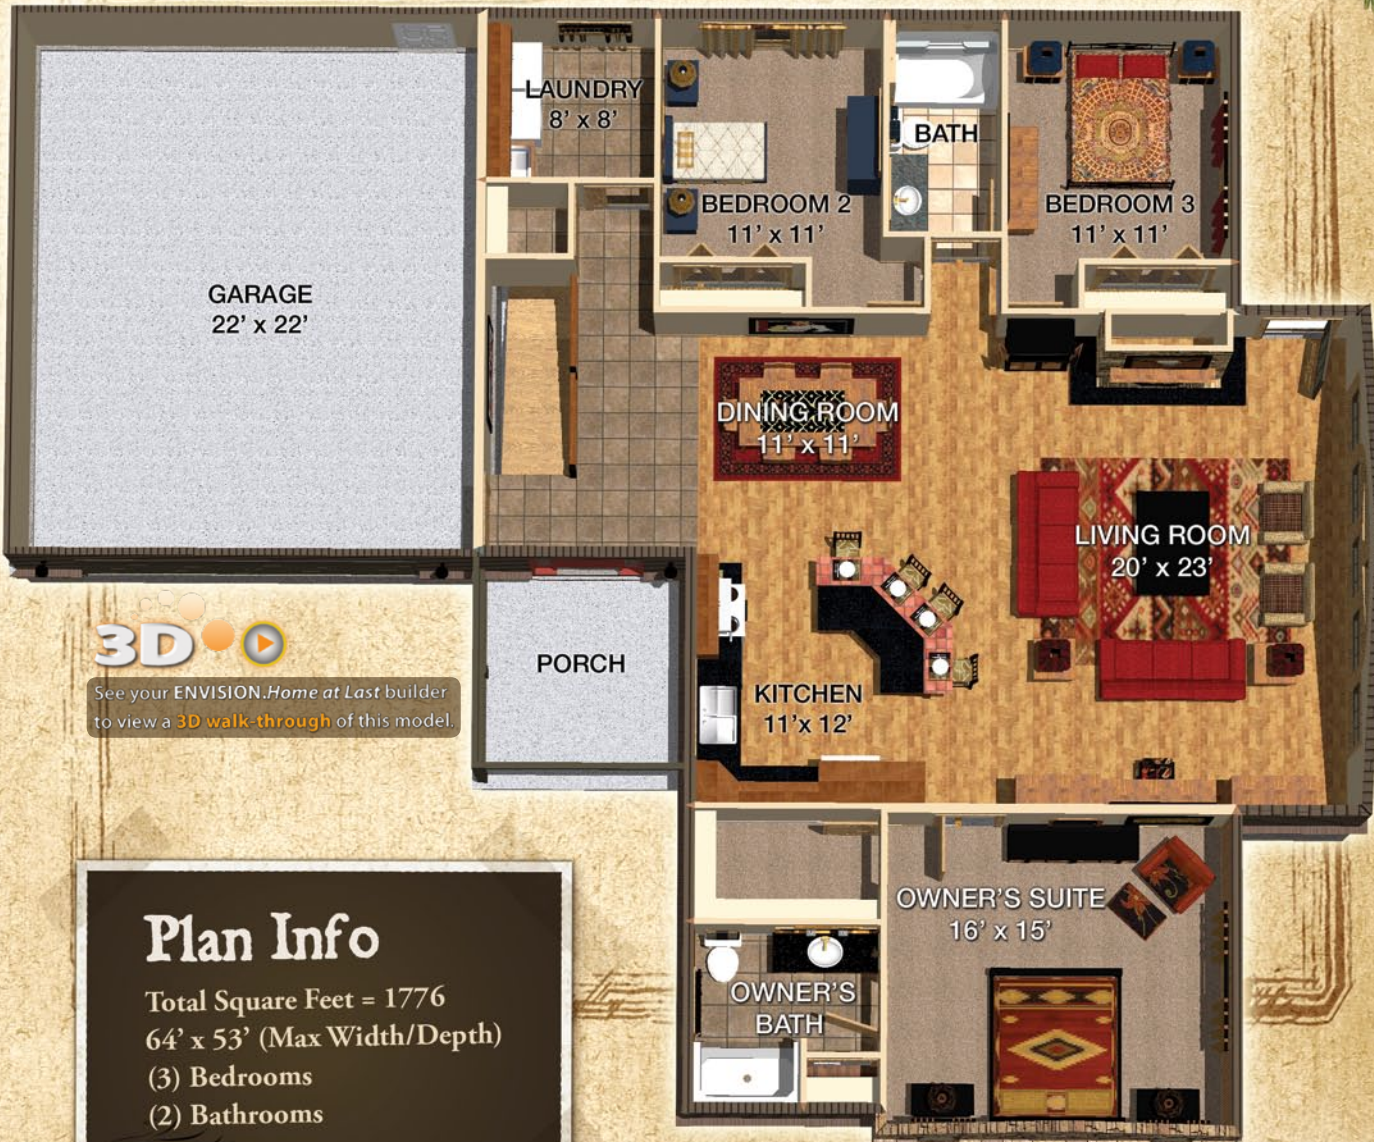 LAUNDRY
8' x 8'
BEDROOM 2
11' x 11'
BATH
BEDROOM 3
11' x 11'
GARAGE
22' x 22'
DINING ROOM
11' x 11'
LIVING ROOM
20' x 23'
3D
See your ENVISION.Home at Last builder
to view a 3D walk-through of this model.
PORCH
KITCHEN
11'x 12'
OWNER'S SUITE
16' x 15'
OWNER'S
BATH
Plan Info
Total Square Feet = 1776
64' x 53' (Max Width/Depth)
(3) Bedrooms
(2) Bathrooms